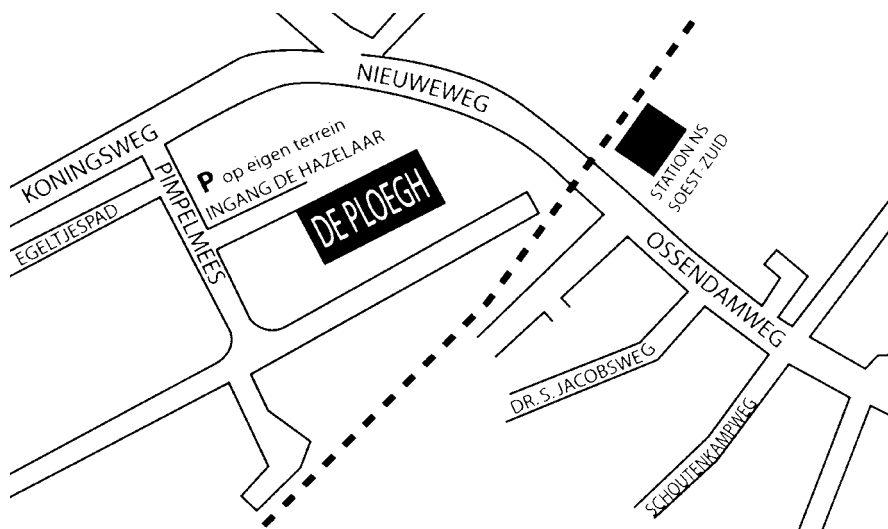 NIEUWEWEG
KONINGSWEG
PIMPELMEES
EGELTJESPAD
P op eigen terrein
INGANG DE HAZELAAR
DE PLOEGH
STATION NS
SOEST-ZUID
OSSENDAMWEG
DR. S. JACOBSWEG
SCHOUTENKAMPWEG